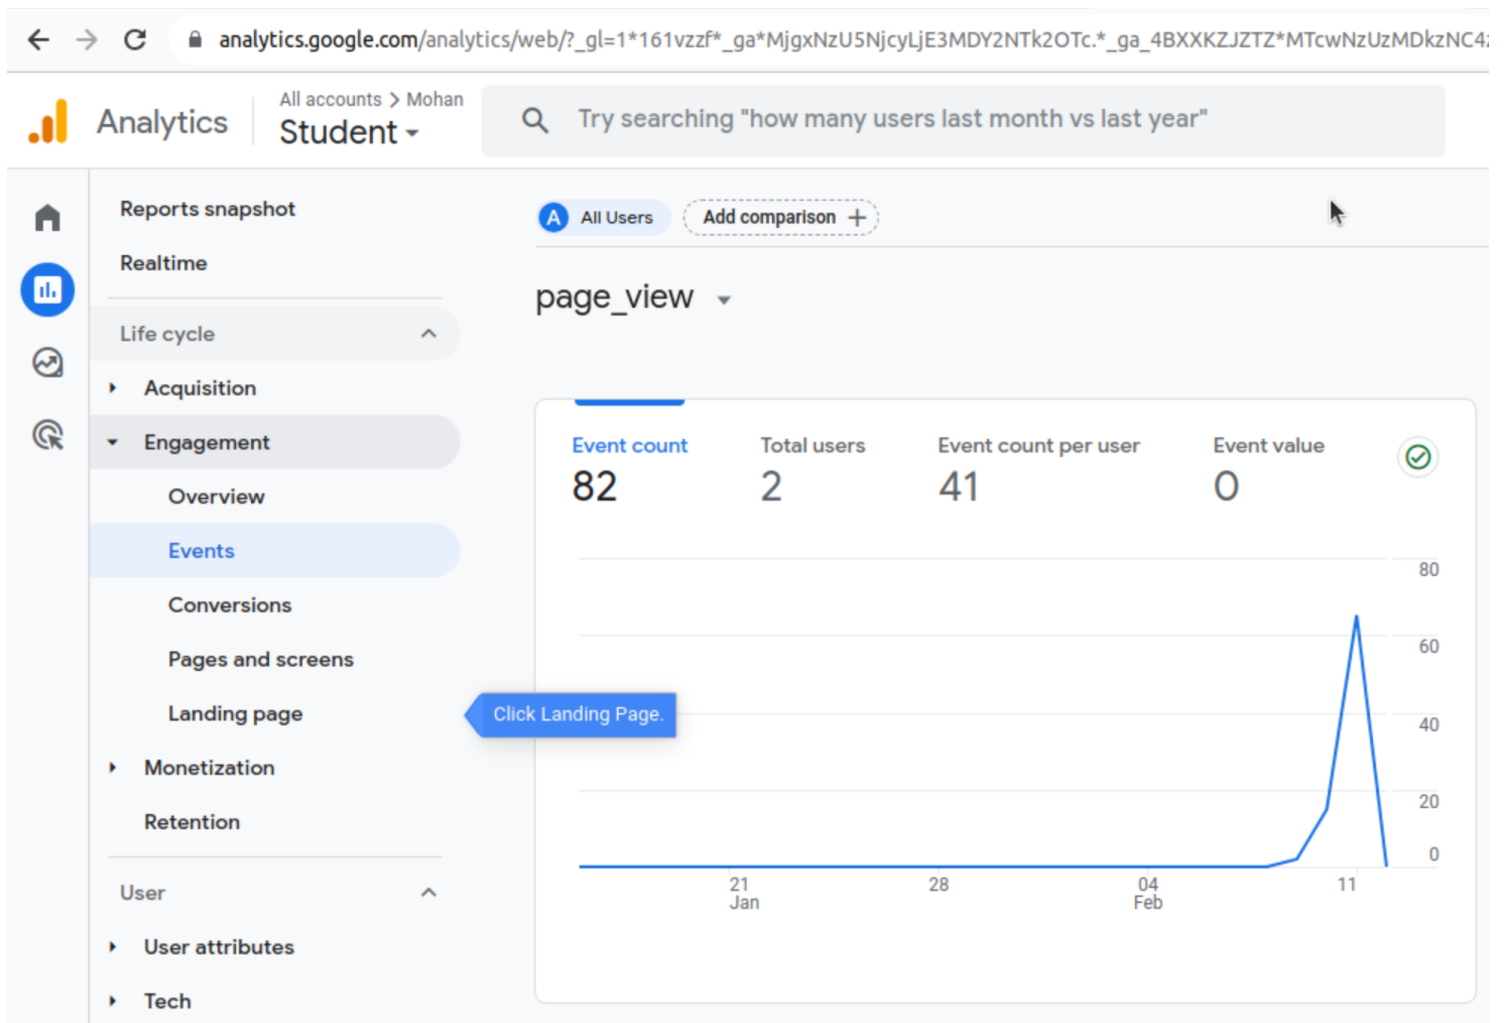 analytics.google.com/analytics/web/?_gl=1*161vzzf*_ga*MjgxNzU5NjcyLjE3MDY2NTk2OTc.*_ga_4BXXKZJZTZ*MTcwNzUzMDkzNC4z
Analytics
All accounts > Mohan
Student
Try searching "how many users last month vs last year"
Reports snapshot
Realtime
Life cycle
Acquisition
Engagement
Overview
Events
Conversions
Pages and screens
Landing page
Monetization
Retention
User
User attributes
Tech
A All Users
Add comparison +
page_view
Event count
82
Total users
2
Event count per user
41
Event value
0
80
60
40
20
0
21
Jan
28
04
Feb
11
Click Landing Page.